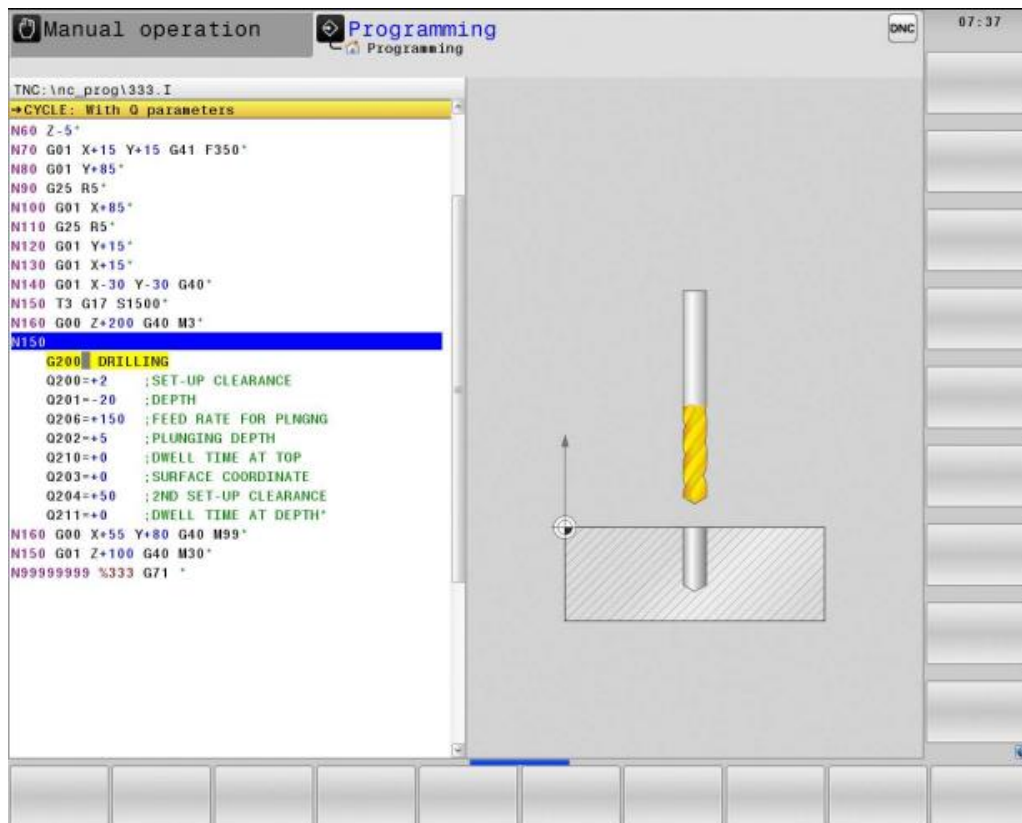 Manual operation
Programming
Programming
DNC
07:37
TNC:\nc_prog\333.I
→CYCLE: With Q parameters
N60 Z-5*
N70 G01 X+15 Y+15 G41 F350*
N80 G01 Y+85*
N90 G25 R5*
N100 G01 X+85*
N110 G25 R5*
N120 G01 Y+15*
N130 G01 X+15*
N140 G01 X-30 Y-30 G40*
N150 T3 G17 S1500*
N160 G00 Z+200 G40 M3*
N150
G200 DRILLING
Q200=+2 ;SET-UP CLEARANCE
Q201=-20 ;DEPTH
Q206=+150 ;FEED RATE FOR PLNGNG
Q202=+5 ;PLUNGING DEPTH
Q210=+0 ;DWELL TIME AT TOP
Q203=+0 ;SURFACE COORDINATE
Q204=+50 ;2ND SET-UP CLEARANCE
Q211=+0 ;DWELL TIME AT DEPTH*
N160 G00 X+55 Y+80 G40 M99*
N150 G01 Z+100 G40 M30*
N99999999 %333 G71 *